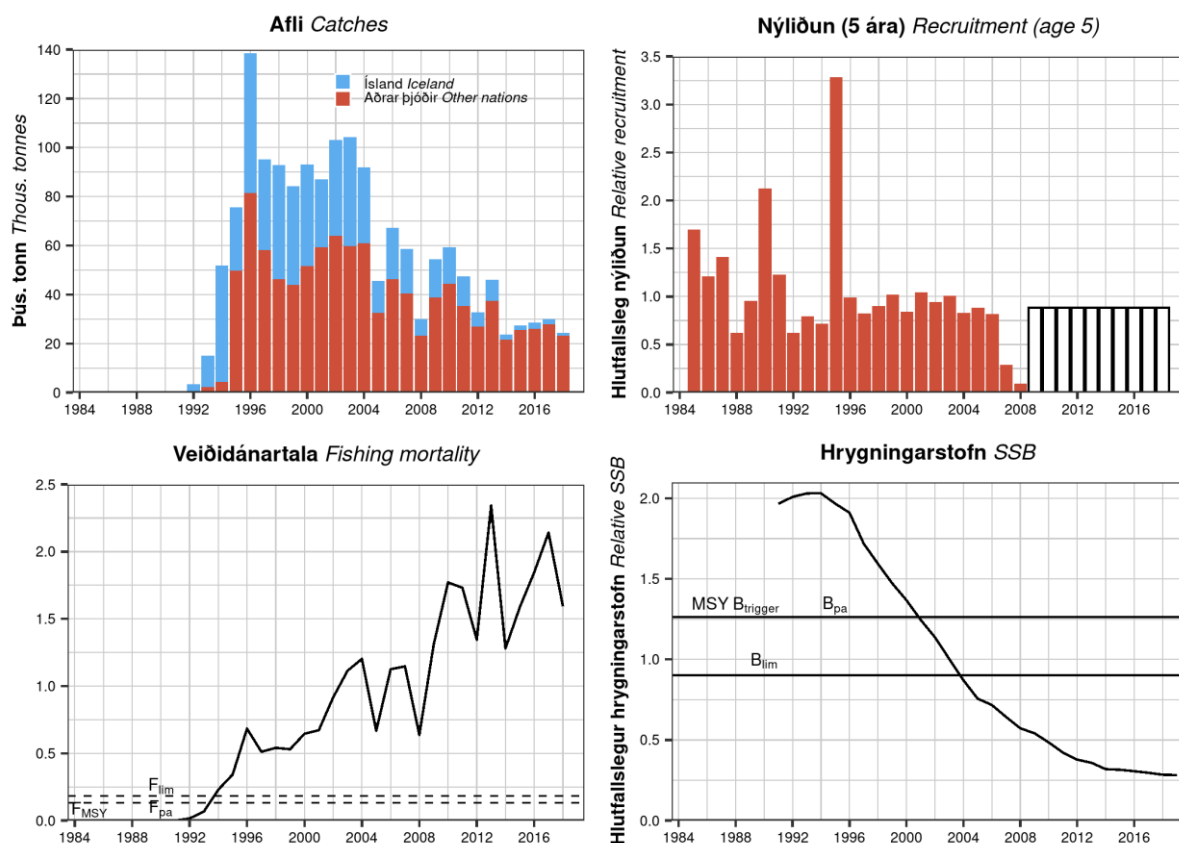 Afli Catches
Þús. tonn Thous. tonnes
140
120
100
80
60
40
20
0
Ísland Iceland
Aðrar þjóðir Other nations
1984 1988 1992 1996 2000 2004 2008 2012 2016
Nýliðun (5 ára) Recruitment (age 5)
Hlutfallsleg nýliðun Relative recruitment
3.5
3.0
2.5
2.0
1.5
1.0
0.5
0.0
1984 1988 1992 1996 2000 2004 2008 2012 2016
Veiðidánartala Fishing mortality
2.5
2.0
1.5
1.0
0.5
0.0
Flim
FMSY
Fpa
1984 1988 1992 1996 2000 2004 2008 2012 2016
Hrygningarstofn SSB
Hlutfallslegur hrygningarstofn Relative SSB
2.0
1.5
1.0
0.5
0.0
MSY Btrigger
Bpa
Blim
1984 1988 1992 1996 2000 2004 2008 2012 2016